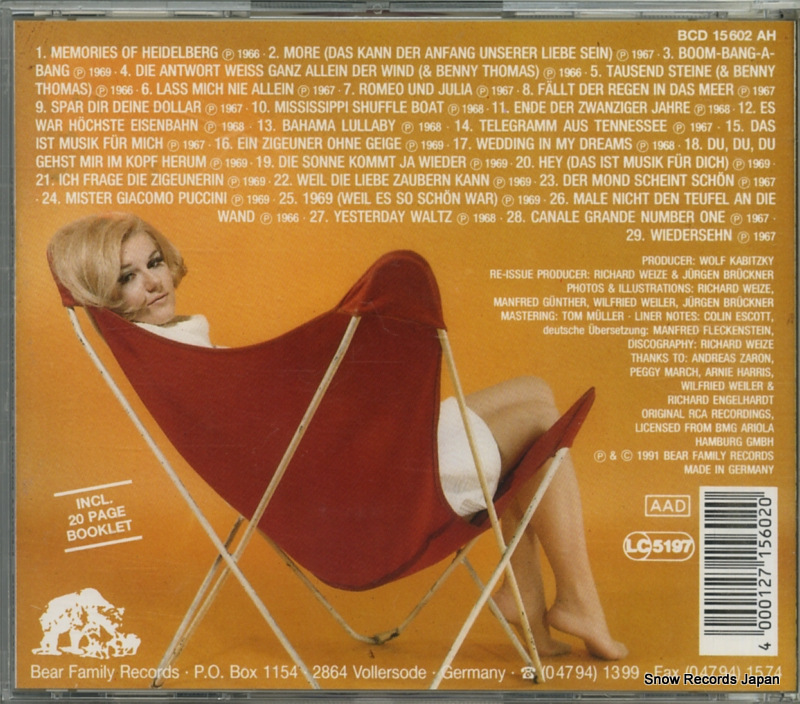 BCD 15602 AH
1. MEMORIES OF HEIDELBERG ℗ 1966 · 2. MORE (DAS KANN DER ANFANG UNSERER LIEBE SEIN) ℗ 1967 · 3. BOOM-BANG-A-
BANG ℗ 1969 · 4. DIE ANTWORT WEISS GANZ ALLEIN DER WIND (& BENNY THOMAS) ℗ 1966 · 5. TAUSEND STEINE (& BENNY
THOMAS) ℗ 1966 · 6. LASS MICH NIE ALLEIN ℗ 1967 · 7. ROMEO UND JULIA ℗ 1967 · 8. FÄLLT DER REGEN IN DAS MEER ℗ 1967
9. SPAR DIR DEINE DOLLAR ℗ 1967 · 10. MISSISSIPPI SHUFFLE BOAT ℗ 1968 · 11. ENDE DER ZWANZIGER JAHRE ℗ 1968 · 12. ES
WAR HÖCHSTE EISENBAHN ℗ 1968 · 13. BAHAMA LULLABY ℗ 1968 · 14. TELEGRAMM AUS TENNESSEE ℗ 1967 · 15. DAS
IST MUSIK FÜR MICH ℗ 1967 · 16. EIN ZIGEUNER OHNE GEIGE ℗ 1969 · 17. WEDDING IN MY DREAMS ℗ 1968 · 18. DU, DU, DU
GEHST MIR IM KOPF HERUM ℗ 1969 · 19. DIE SONNE KOMMT JA WIEDER ℗ 1969 · 20. HEY (DAS IST MUSIK FÜR DICH) ℗ 1969 ·
21. ICH FRAGE DIE ZIGEUNERIN ℗ 1969 · 22. WEIL DIE LIEBE ZAUBERN KANN ℗ 1969 · 23. DER MOND SCHEINT SCHÖN ℗ 1967
· 24. MISTER GIACOMO PUCCINI ℗ 1969 · 25. 1969 (WEIL ES SO SCHÖN WAR) ℗ 1969 · 26. MALE NICHT DEN TEUFEL AN DIE
WAND ℗ 1966 · 27. YESTERDAY WALTZ ℗ 1968 · 28. CANALE GRANDE NUMBER ONE ℗ 1967 ·
29. WIEDERSEHN ℗ 1967
PRODUCER: WOLF KABITZKY
RE-ISSUE PRODUCER: RICHARD WEIZE & JÜRGEN BRÜCKNER
PHOTOS & ILLUSTRATIONS: RICHARD WEIZE,
MANFRED GÜNTHER, WILFRIED WEILER, JÜRGEN BRÜCKNER
MASTERING: TOM MÜLLER · LINER NOTES: COLIN ESCOTT,
deutsche Übersetzung: MANFRED FLECKENSTEIN,
DISCOGRAPHY: RICHARD WEIZE
THANKS TO: ANDREAS ZARON,
PEGGY MARCH, ARNIE HARRIS,
WILFRIED WEILER &
RICHARD ENGELHARDT
ORIGINAL RCA RECORDINGS,
LICENSED FROM BMG ARIOLA
HAMBURG GMBH
℗ & © 1991 BEAR FAMILY RECORDS
MADE IN GERMANY
INCL.
20 PAGE
BOOKLET
AAD
LC 5197
4 000127 156020
Bear Family Records · P.O. Box 1154 · 2864 Vollersode · Germany · ☎ (04794) 1399 · Fax (04794) 1574
Snow Records Japan